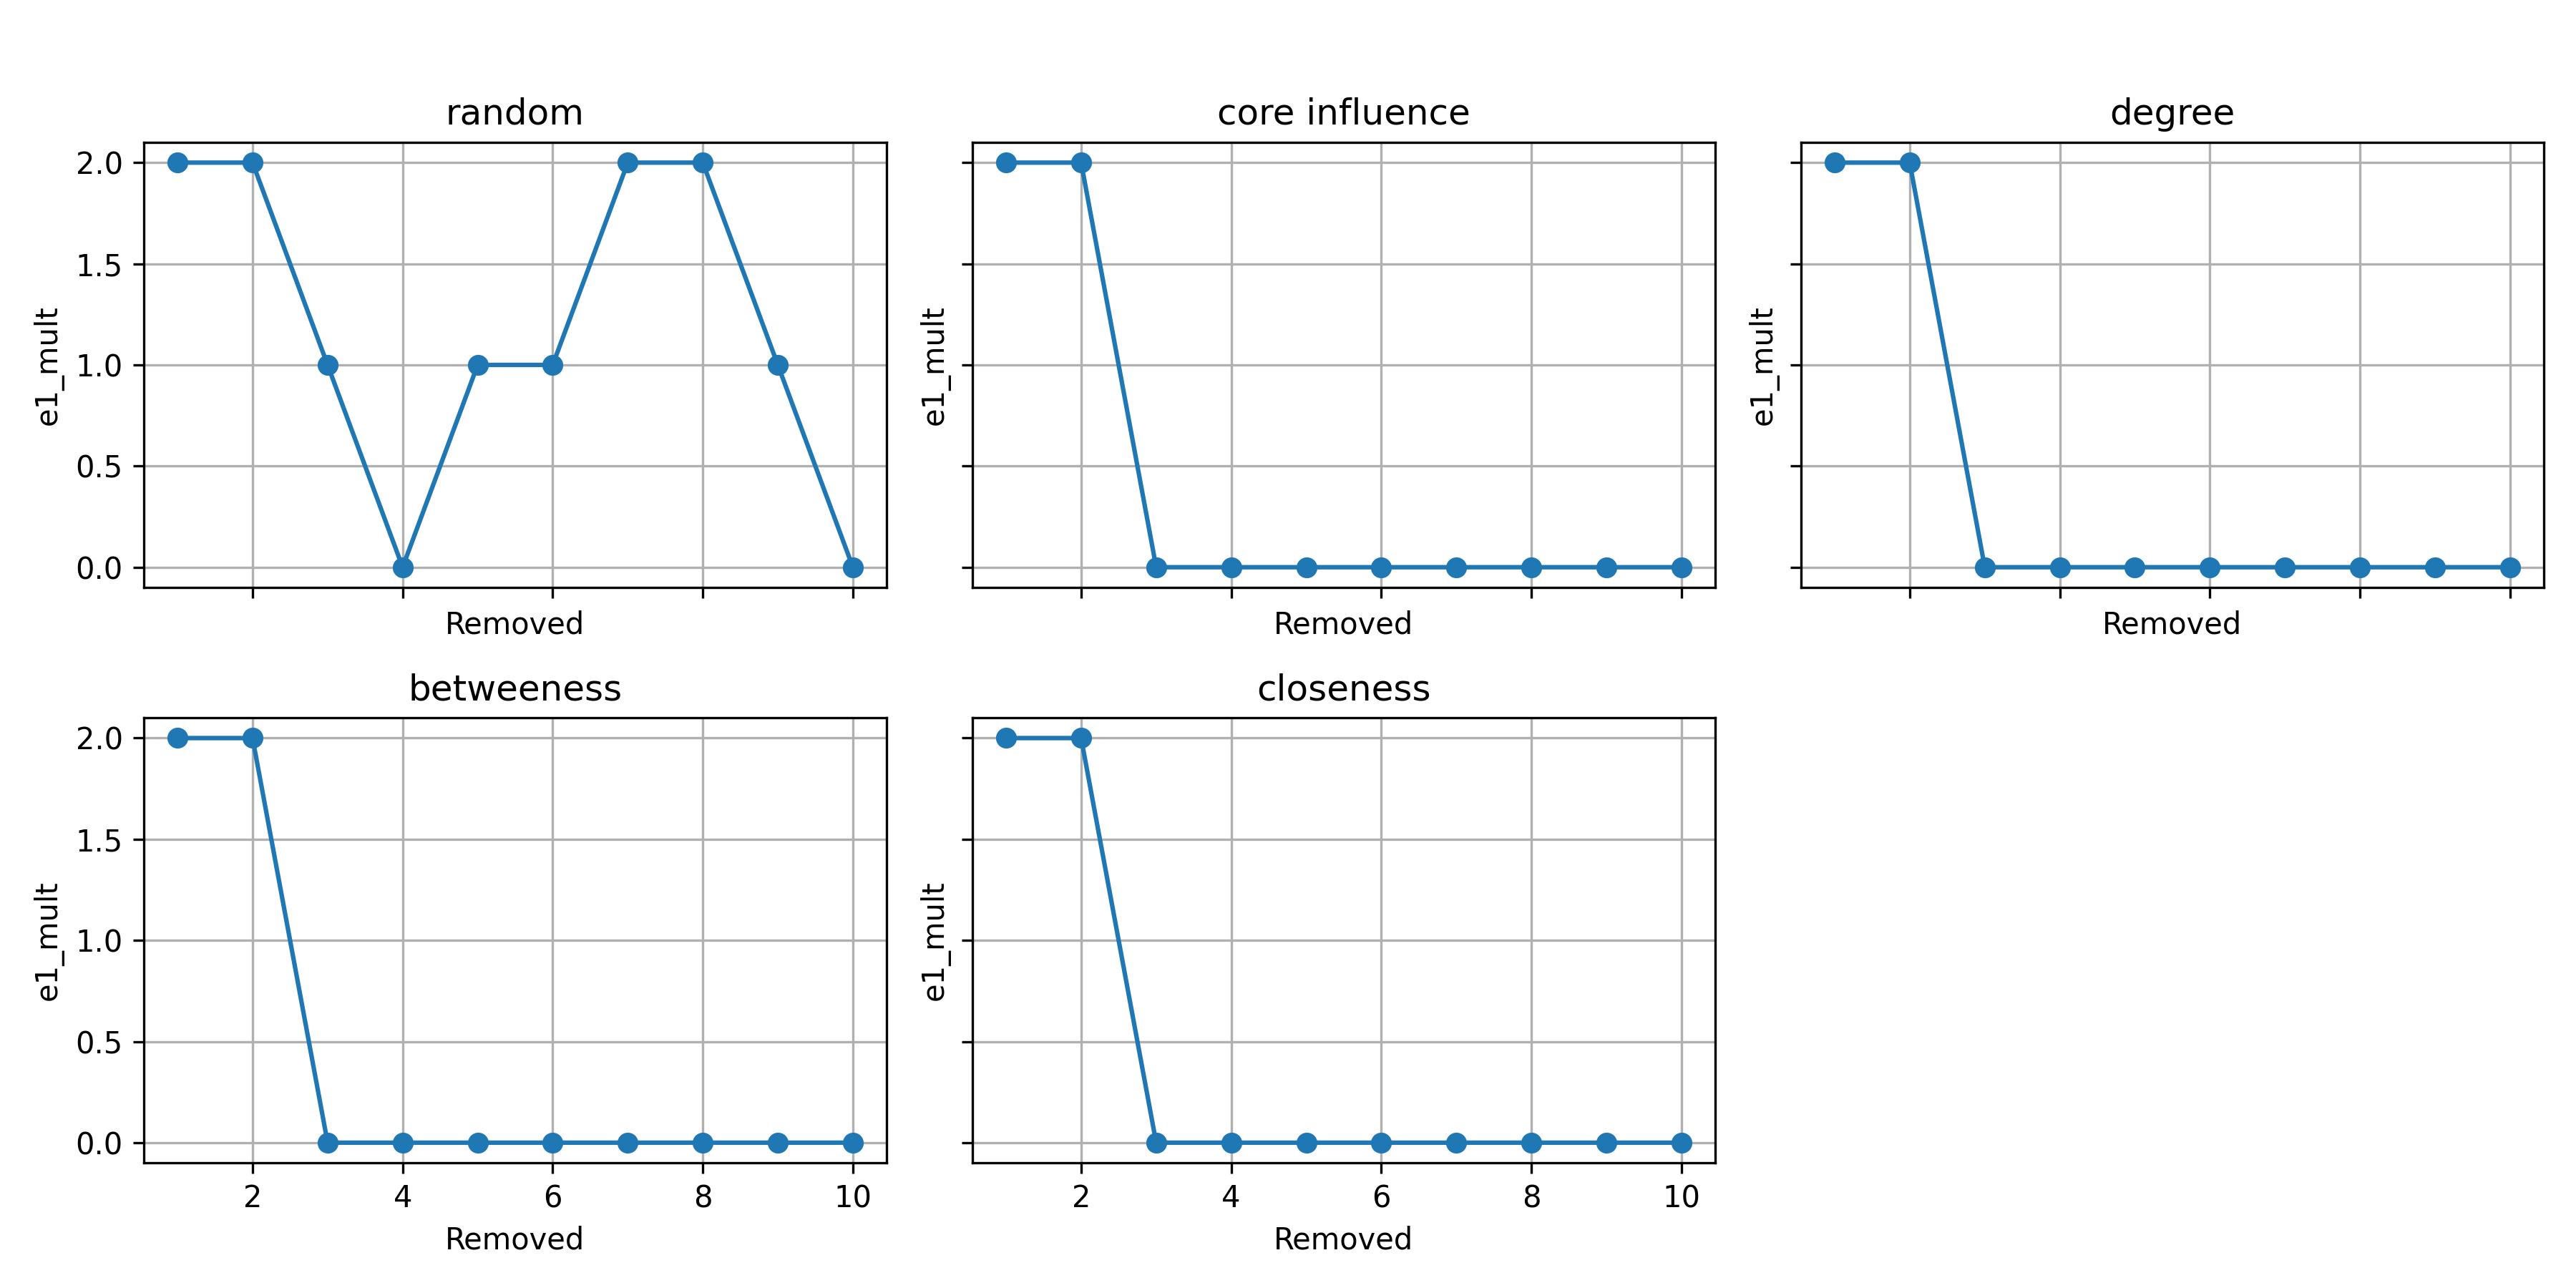 random
2.0
1.5
1.0
0.5
0.0
e1_mult
Removed
core influence
e1_mult
Removed
degree
e1_mult
Removed
betweeness
2.0
1.5
1.0
0.5
0.0
e1_mult
2 4 6 8 10
Removed
closeness
e1_mult
2 4 6 8 10
Removed